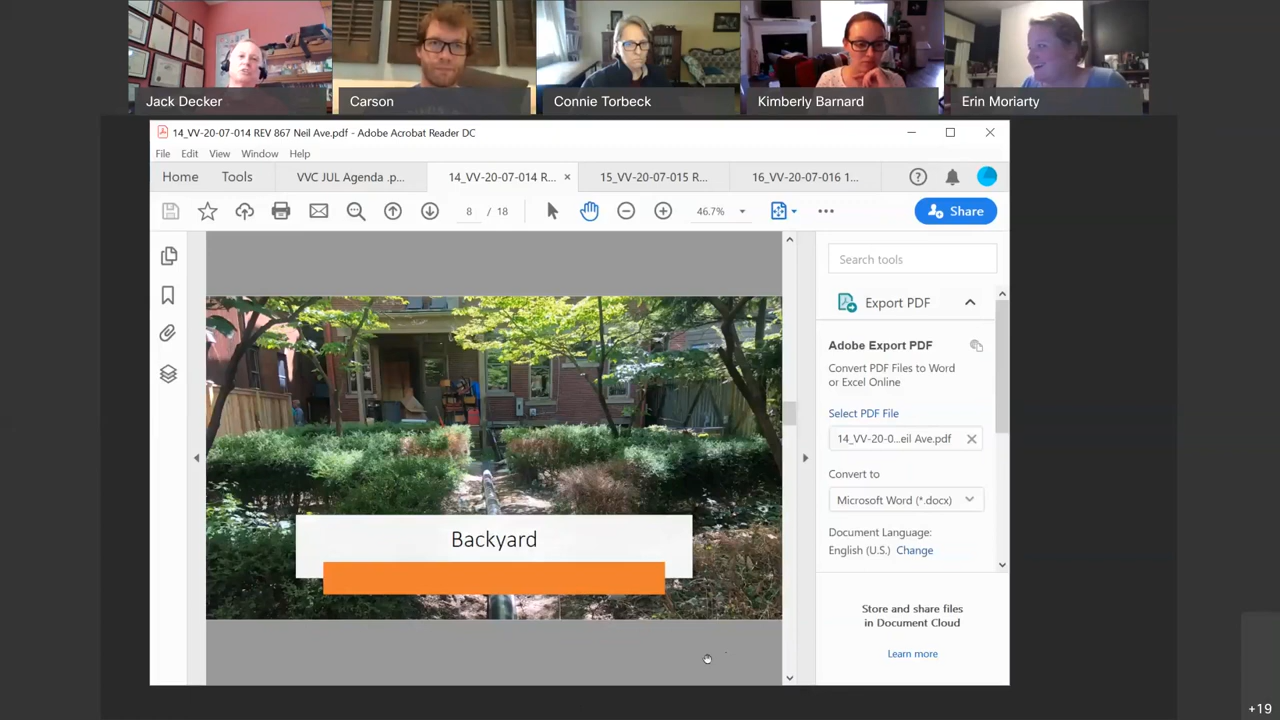 Jack Decker
Carson
Connie Torbeck
Kimberly Barnard
Erin Moriarty
14_VV-20-07-014 REV 867 Neil Ave.pdf - Adobe Acrobat Reader DC
File Edit View Window Help
Home Tools VVC JUL Agenda .p... 14_VV-20-07-014 R... 15_VV-20-07-015 R... 16_VV-20-07-016 1...
8 / 18 46.7% Share
Search tools
Export PDF
Adobe Export PDF
Convert PDF Files to Word
or Excel Online
Select PDF File
14_VV-20-0...eil Ave.pdf
Convert to
Microsoft Word (*.docx)
Document Language:
English (U.S.) Change
Backyard
Store and share files
in Document Cloud
Learn more
+19